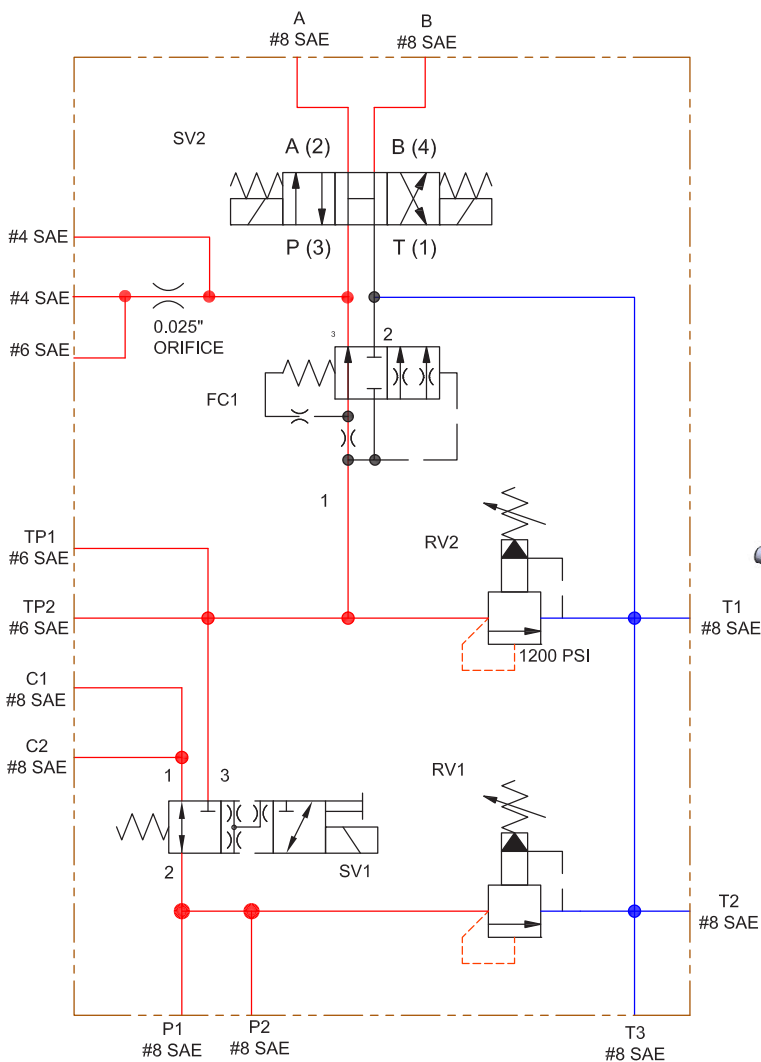 A
#8 SAE
B
#8 SAE
SV2
A (2)
B (4)
P (3)
T (1)
#4 SAE
#4 SAE
0.025"
ORIFICE
#6 SAE
3
2
FC1
1
TP1
#6 SAE
RV2
TP2
#6 SAE
T1
#8 SAE
1200 PSI
C1
#8 SAE
C2
#8 SAE
1
3
RV1
2
SV1
T2
#8 SAE
P1
#8 SAE
P2
#8 SAE
T3
#8 SAE